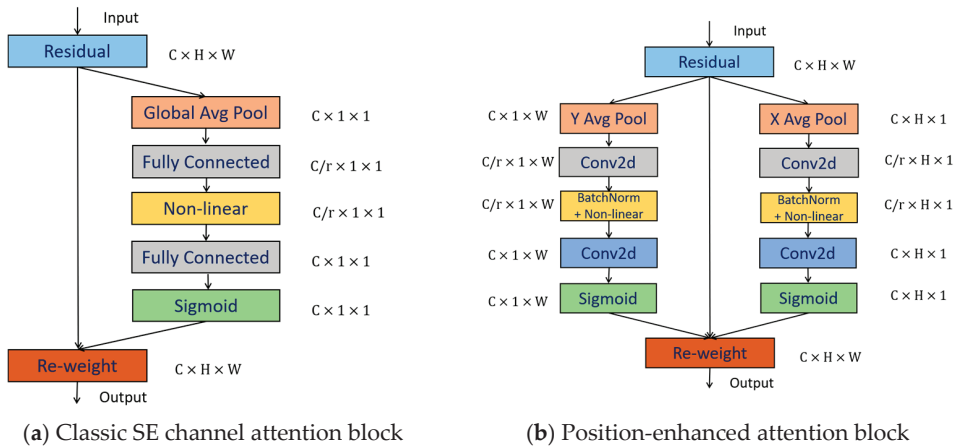 Input
Residual
C × H × W
Global Avg Pool
C × 1 × 1
Fully Connected
C/r × 1 × 1
Non-linear
C/r × 1 × 1
Fully Connected
C × 1 × 1
Sigmoid
C × 1 × 1
Re-weight
C × H × W
Output
(a) Classic SE channel attention block
Input
Residual
C × H × W
C × 1 × W
Y Avg Pool
X Avg Pool
C × H × 1
C/r × 1 × W
Conv2d
Conv2d
C/r × H × 1
C/r × 1 × W
BatchNorm
+ Non-linear
BatchNorm
+ Non-linear
C/r × H × 1
C × 1 × W
Conv2d
Conv2d
C × H × 1
C × 1 × W
Sigmoid
Sigmoid
C × H × 1
Re-weight
C × H × W
Output
(b) Position-enhanced attention block